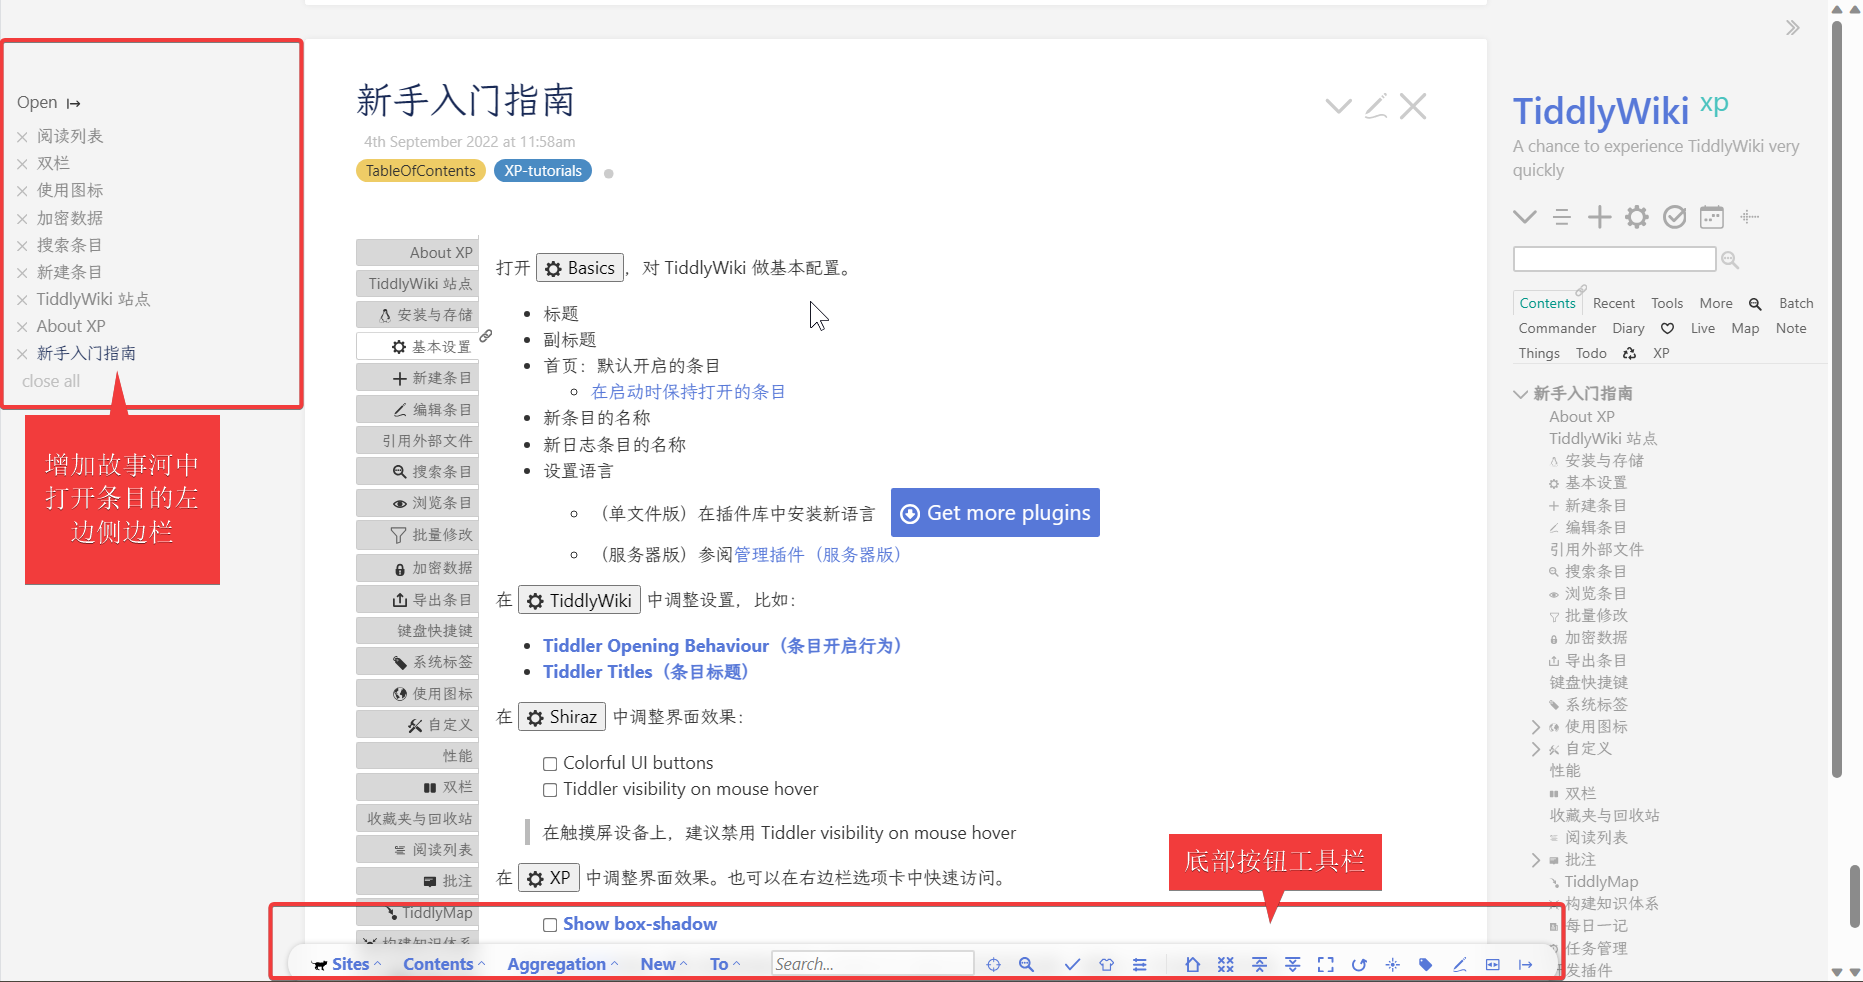 Open
阅读列表
双栏
使用图标
加密数据
搜索条目
新建条目
TiddlyWiki 站点
About XP
新手入门指南
close all
增加故事河中
打开条目的左
边侧边栏
新手入门指南
4th September 2022 at 11:58am
TableOfContents XP-tutorials
About XP
TiddlyWiki 站点
安装与存储
基本设置
新建条目
编辑条目
引用外部文件
搜索条目
浏览条目
批量修改
加密数据
导出条目
键盘快捷键
系统标签
使用图标
自定义
性能
双栏
收藏夹与回收站
阅读列表
批注
TiddlyMap
构建知识体系
打开 Basics，对 TiddlyWiki 做基本配置。
标题
副标题
首页：默认开启的条目
在启动时保持打开的条目
新条目的名称
新日志条目的名称
设置语言
（单文件版）在插件库中安装新语言 Get more plugins
（服务器版）参阅管理插件（服务器版）
在 TiddlyWiki 中调整设置，比如：
Tiddler Opening Behaviour（条目开启行为）
Tiddler Titles（条目标题）
在 Shiraz 中调整界面效果：
Colorful UI buttons
Tiddler visibility on mouse hover
在触摸屏设备上，建议禁用 Tiddler visibility on mouse hover
在 XP 中调整界面效果。也可以在右边栏选项卡中快速访问。
Show box-shadow
底部按钮工具栏
Sites Contents Aggregation New To Search...
TiddlyWiki xp
A chance to experience TiddlyWiki very
quickly
Contents Recent Tools More Batch
Commander Diary Live Map Note
Things Todo XP
新手入门指南
About XP
TiddlyWiki 站点
安装与存储
基本设置
新建条目
编辑条目
引用外部文件
搜索条目
浏览条目
批量修改
加密数据
导出条目
键盘快捷键
系统标签
使用图标
自定义
性能
双栏
收藏夹与回收站
阅读列表
批注
TiddlyMap
构建知识体系
每日一记
任务管理
发插件